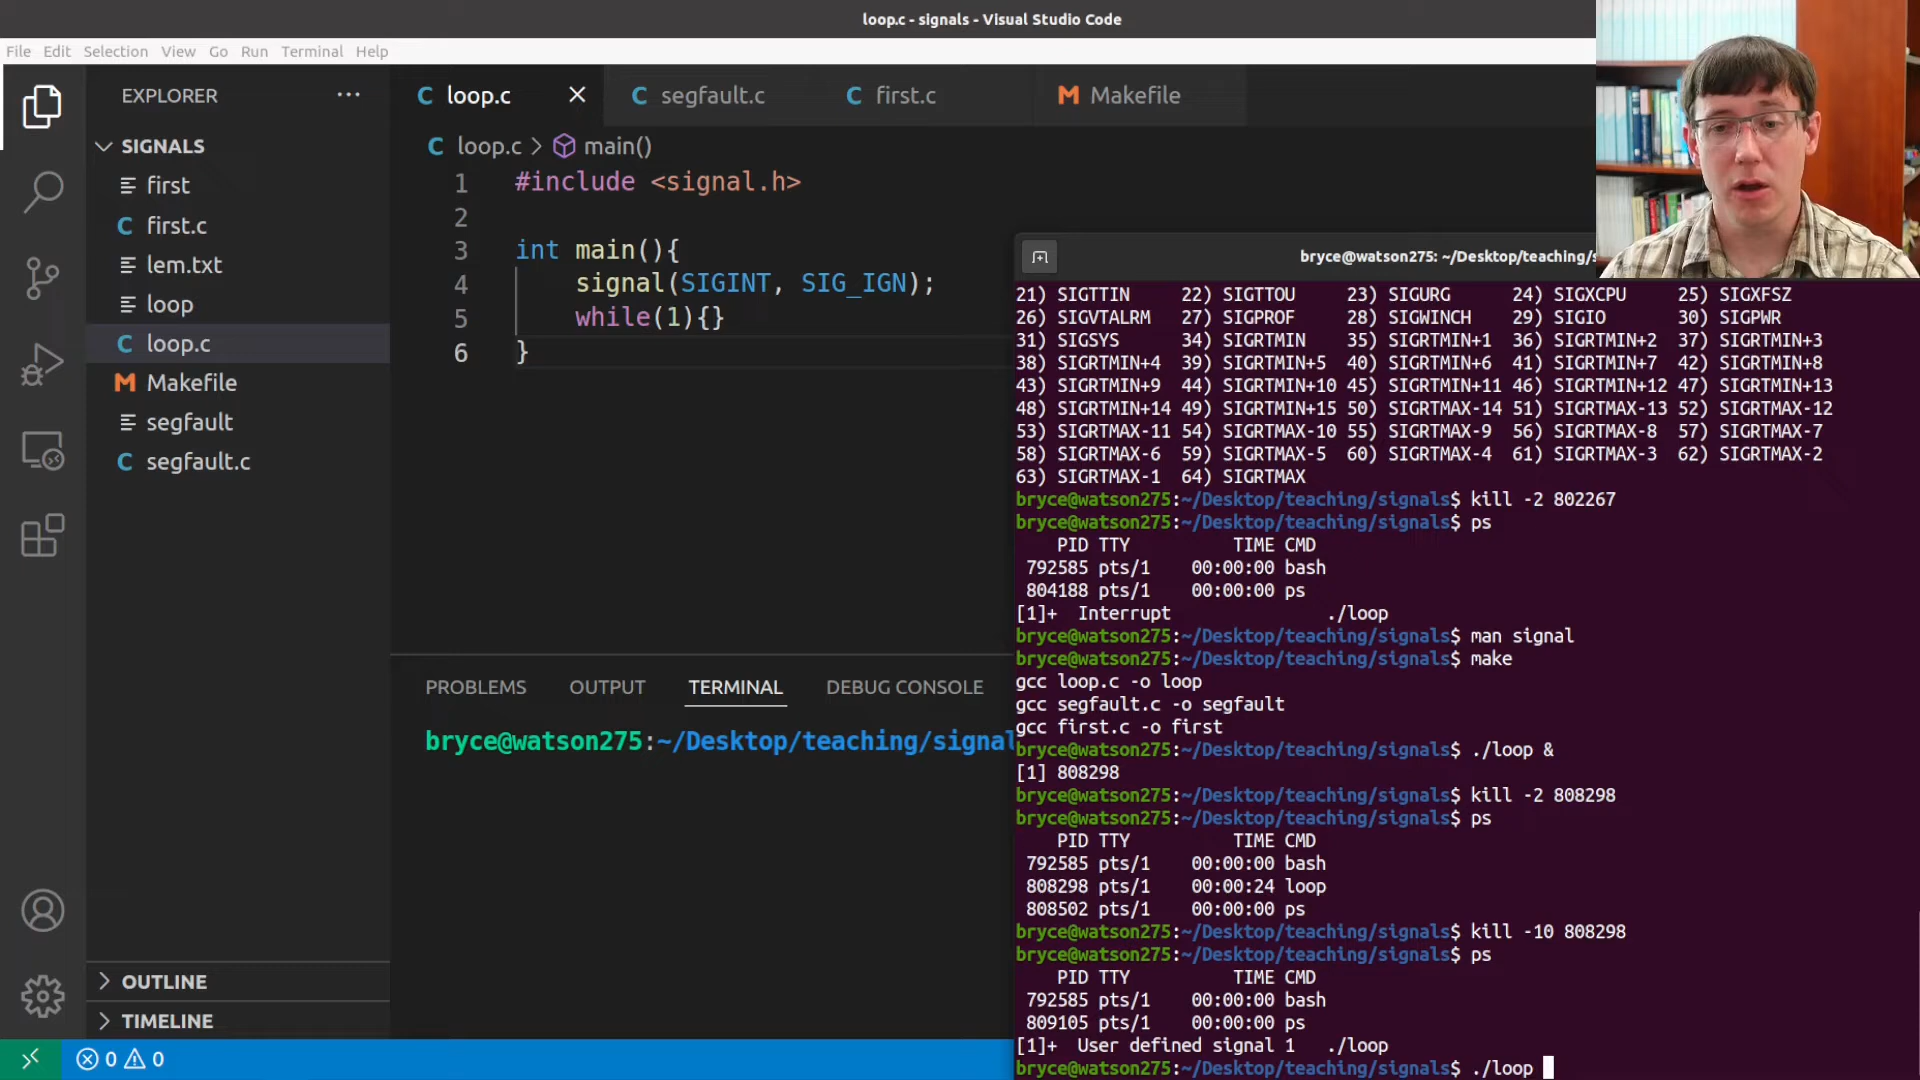 loop.c - signals - Visual Studio Code
File Edit Selection View Go Run Terminal Help
EXPLORER ···
SIGNALS
first
C first.c
lem.txt
loop
C loop.c
M Makefile
segfault
C segfault.c
OUTLINE
TIMELINE
0 0
C loop.c
C segfault.c
C first.c
M Makefile
C loop.c > main()
1 #include <signal.h>
2
3 int main(){
4 signal(SIGINT, SIG_IGN);
5 while(1){}
6 }
PROBLEMS OUTPUT TERMINAL DEBUG CONSOLE
bryce@watson275:~/Desktop/teaching/signal
bryce@watson275: ~/Desktop/teaching/s
21) SIGTTIN 22) SIGTTOU 23) SIGURG 24) SIGXCPU 25) SIGXFSZ
26) SIGVTALRM 27) SIGPROF 28) SIGWINCH 29) SIGIO 30) SIGPWR
31) SIGSYS 34) SIGRTMIN 35) SIGRTMIN+1 36) SIGRTMIN+2 37) SIGRTMIN+3
38) SIGRTMIN+4 39) SIGRTMIN+5 40) SIGRTMIN+6 41) SIGRTMIN+7 42) SIGRTMIN+8
43) SIGRTMIN+9 44) SIGRTMIN+10 45) SIGRTMIN+11 46) SIGRTMIN+12 47) SIGRTMIN+13
48) SIGRTMIN+14 49) SIGRTMIN+15 50) SIGRTMAX-14 51) SIGRTMAX-13 52) SIGRTMAX-12
53) SIGRTMAX-11 54) SIGRTMAX-10 55) SIGRTMAX-9 56) SIGRTMAX-8 57) SIGRTMAX-7
58) SIGRTMAX-6 59) SIGRTMAX-5 60) SIGRTMAX-4 61) SIGRTMAX-3 62) SIGRTMAX-2
63) SIGRTMAX-1 64) SIGRTMAX
bryce@watson275:~/Desktop/teaching/signals$ kill -2 802267
bryce@watson275:~/Desktop/teaching/signals$ ps
PID TTY TIME CMD
792585 pts/1 00:00:00 bash
804188 pts/1 00:00:00 ps
[1]+ Interrupt ./loop
bryce@watson275:~/Desktop/teaching/signals$ man signal
bryce@watson275:~/Desktop/teaching/signals$ make
gcc loop.c -o loop
gcc segfault.c -o segfault
gcc first.c -o first
bryce@watson275:~/Desktop/teaching/signals$ ./loop &
[1] 808298
bryce@watson275:~/Desktop/teaching/signals$ kill -2 808298
bryce@watson275:~/Desktop/teaching/signals$ ps
PID TTY TIME CMD
792585 pts/1 00:00:00 bash
808298 pts/1 00:00:24 loop
808502 pts/1 00:00:00 ps
bryce@watson275:~/Desktop/teaching/signals$ kill -10 808298
bryce@watson275:~/Desktop/teaching/signals$ ps
PID TTY TIME CMD
792585 pts/1 00:00:00 bash
809105 pts/1 00:00:00 ps
[1]+ User defined signal 1 ./loop
bryce@watson275:~/Desktop/teaching/signals$ ./loop